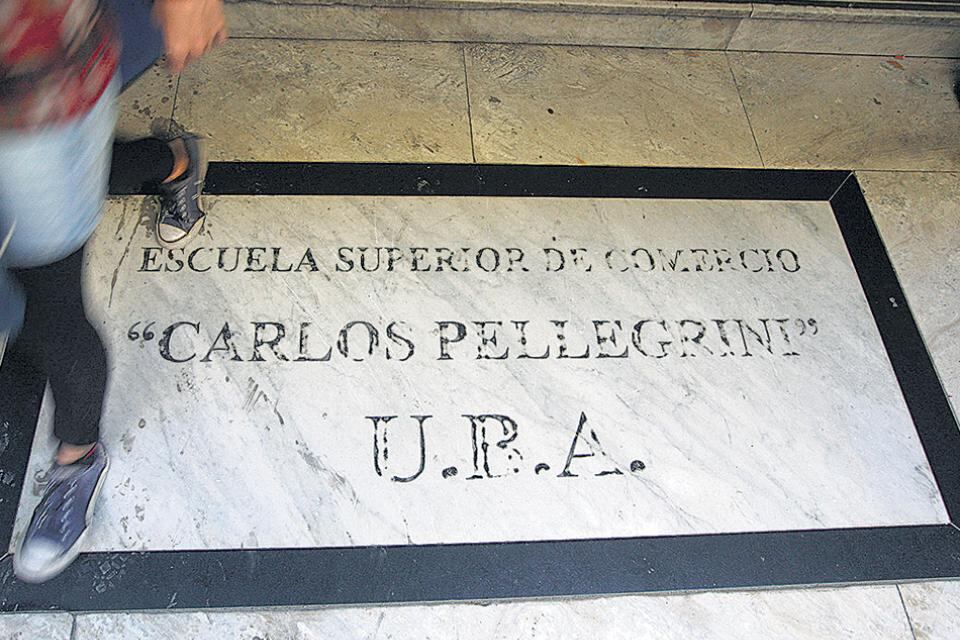 ESCUELA SUPERIOR DE COMERCIO
“CARLOS PELLEGRINI”
U.B.A.